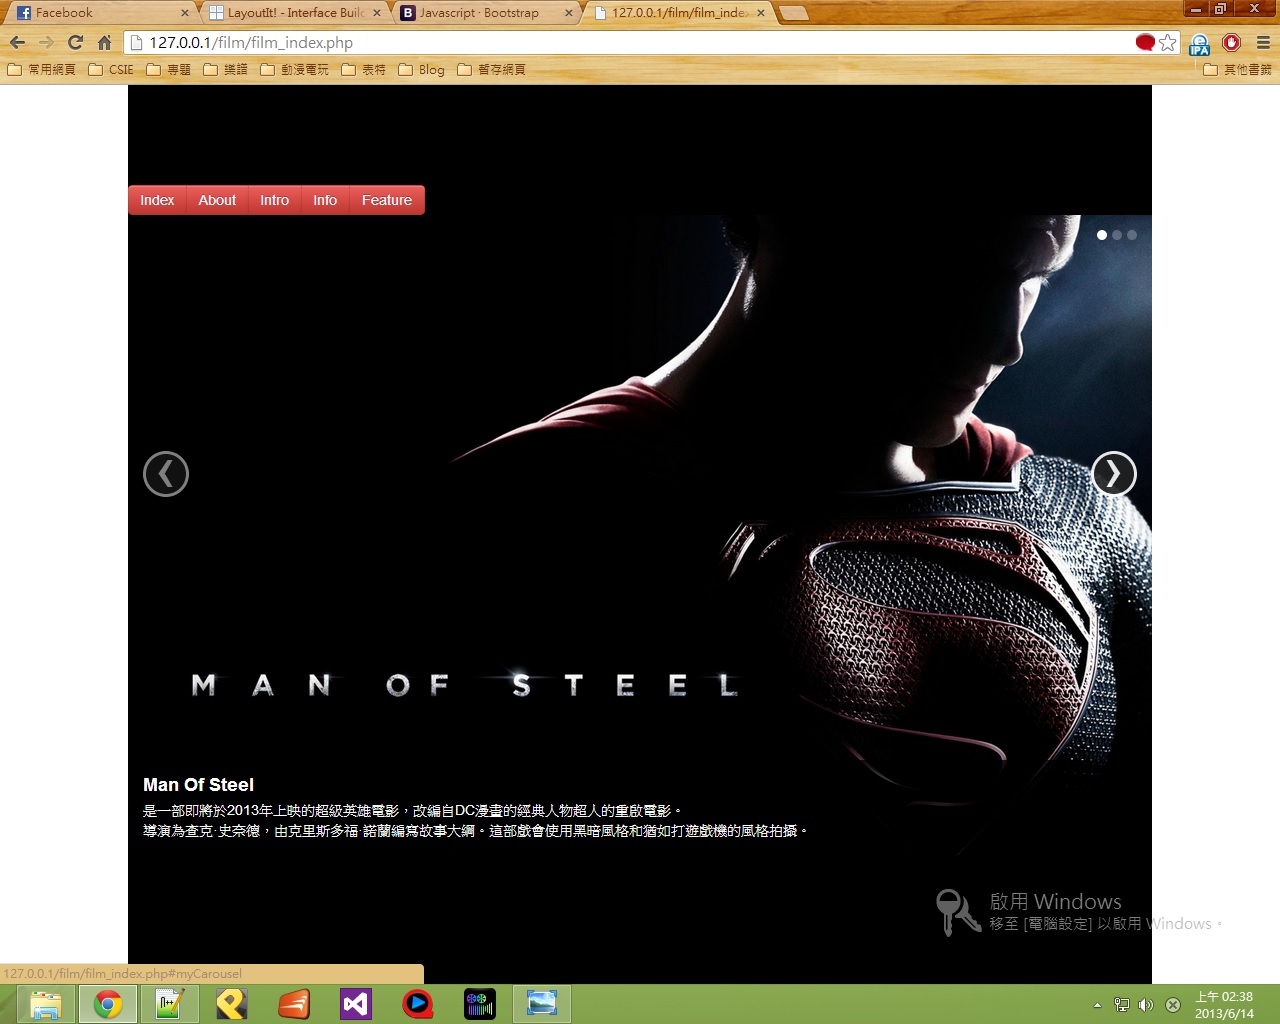 Facebook
LayoutIt! - Interface Buil
Javascript · Bootstrap
127.0.0.1/film/film_inde
127.0.0.1/film/film_index.php
IPA
常用網頁
CSIE
專題
樂譜
動漫電玩
表特
Blog
暫存網頁
其他書籤
Index
About
Intro
Info
Feature
MAN OF STEEL
Man Of Steel
是一部即將於2013年上映的超級英雄電影，改編自DC漫畫的經典人物超人的重啟電影。
導演為查克·史奈德，由克里斯多福·諾蘭編寫故事大綱。這部戲會使用黑暗風格和猶如打遊戲機的風格拍攝。
啟用 Windows
移至 [電腦設定] 以啟用 Windows。
127.0.0.1/film/film_index.php#myCarousel
上午 02:38
2013/6/14